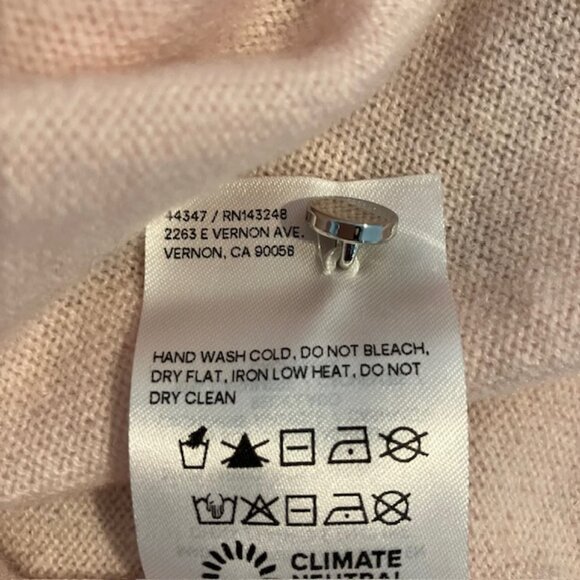 44347 / RN143248
2263 E VERNON AVE.
VERNON, CA 90058
HAND WASH COLD, DO NOT BLEACH,
DRY FLAT, IRON LOW HEAT, DO NOT
DRY CLEAN
CLIMATE
NEUTRAL